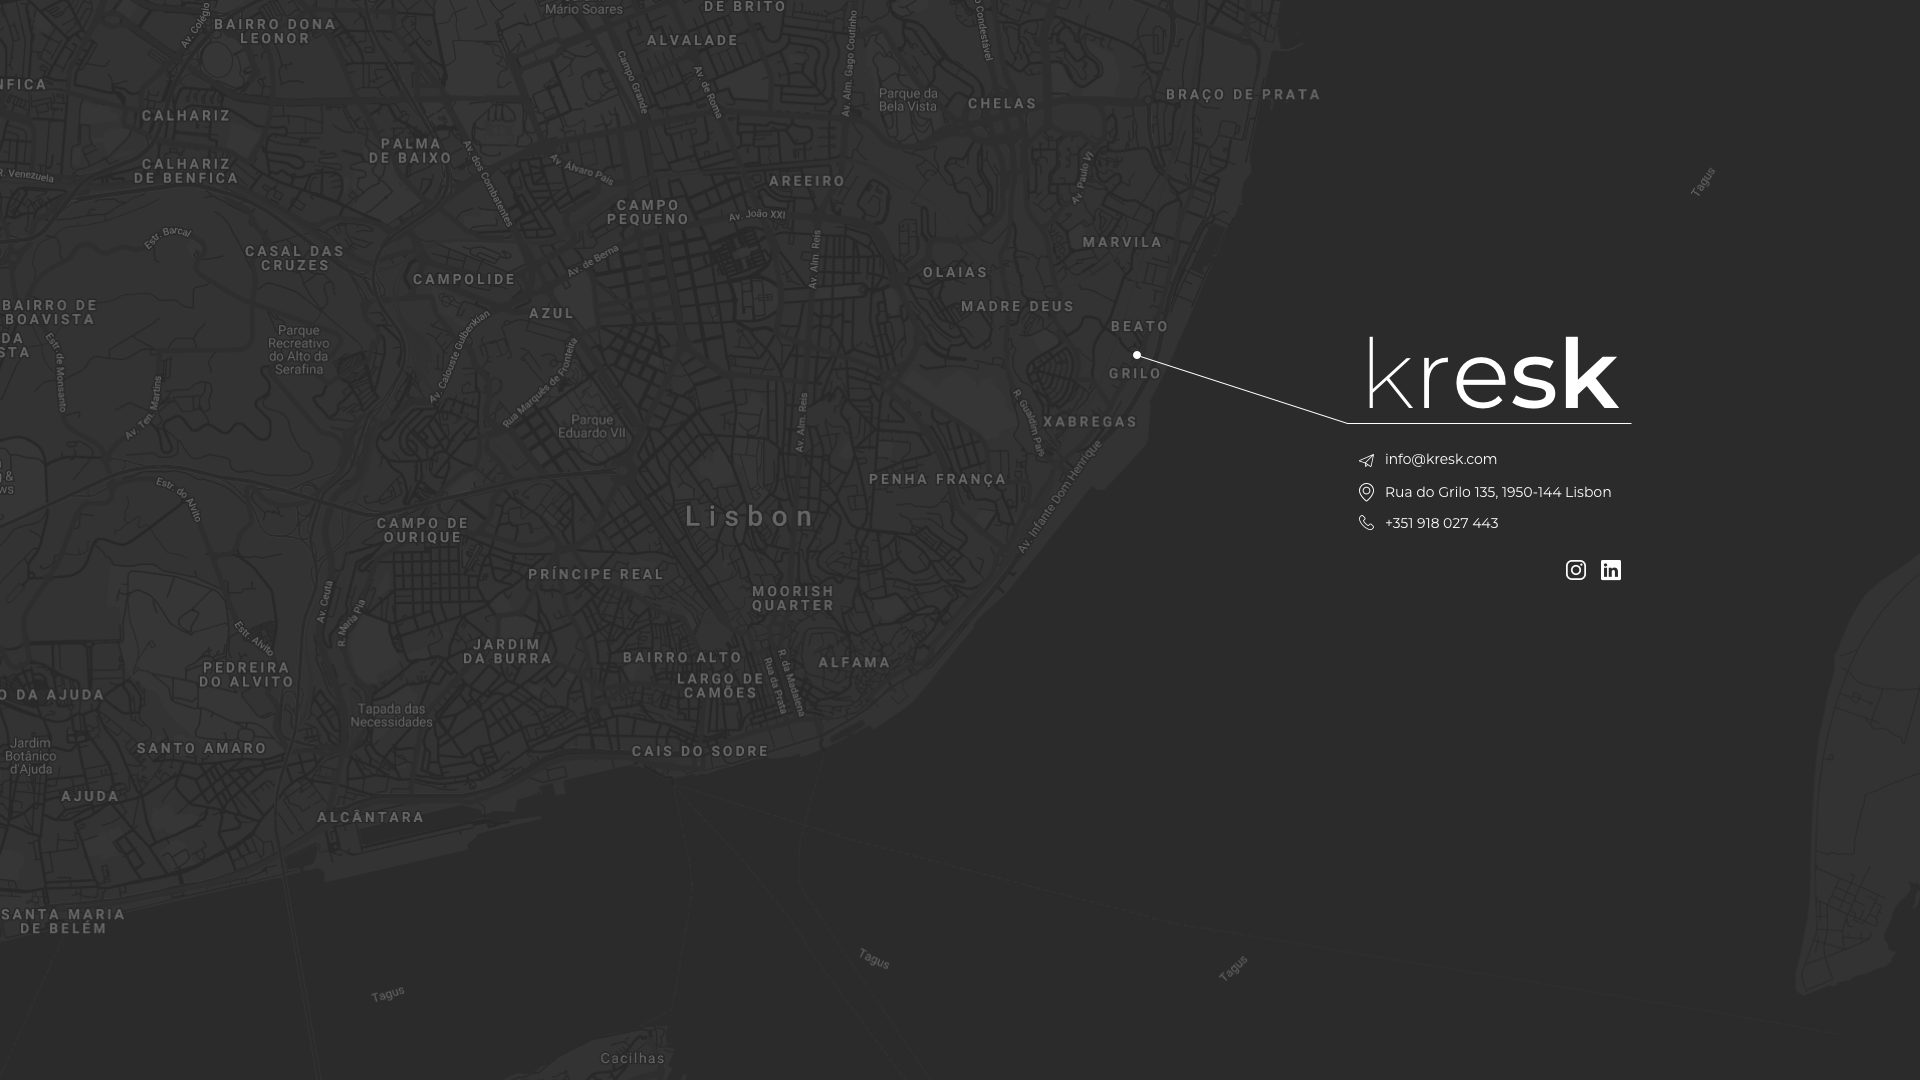 Mário Soares
DE BRITO
Av. Colégio
BAIRRO DONA
LEONOR
ALVALADE
Av. Alm. Gago Coutinho
Condestável
NFICA
Campo Grande
Av. de Roma
Parque da
Bela Vista
CHELAS
BRAÇO DE PRATA
CALHARIZ
PALMA
DE BAIXO
Av. dos Combatentes
CALHARIZ
DE BENFICA
R. Venezuela
Av. Álvaro Pais
AREEIRO
Av. Paulo VI
Tagus
CAMPO
PEQUENO
Av. João XXI
Estr. Barcal
CASAL DAS
CRUZES
Av. de Berna
Av. Alm. Reis
MARVILA
CAMPOLIDE
OLAIAS
BAIRRO DE
BOAVISTA
DA
STA
AZUL
MADRE DEUS
BEATO
GRILO
Parque
Recreativo
do Alto da
Serafina
Estr. de Monsanto
Av. Calouste Gulbenkian
Rua Marquês de Fronteira
Av. Ten. Martins
Parque
Eduardo VII
Av. Alm. Reis
R. Gualdim Pais
XABREGAS
kresk
info@kresk.com
Rua do Grilo 135, 1950-144 Lisbon
+351 918 027 443
&
ws
Estr. do Alvito
PENHA FRANÇA
Av. Infante Dom Henrique
Lisbon
CAMPO DE
OURIQUE
PRÍNCIPE REAL
MOORISH
QUARTER
Av. Ceuta
R. Maria Pia
Estr. Alvito
JARDIM
DA BURRA
BAIRRO ALTO
ALFAMA
PEDREIRA
DO ALVITO
LARGO DE
CAMÕES
Rua da Prata
R. da Madalena
O DA AJUDA
Tapada das
Necessidades
Jardim
Botânico
d'Ajuda
SANTO AMARO
CAIS DO SODRE
AJUDA
ALCÂNTARA
SANTA MARIA
DE BELÉM
Tagus
Tagus
Tagus
Cacilhas